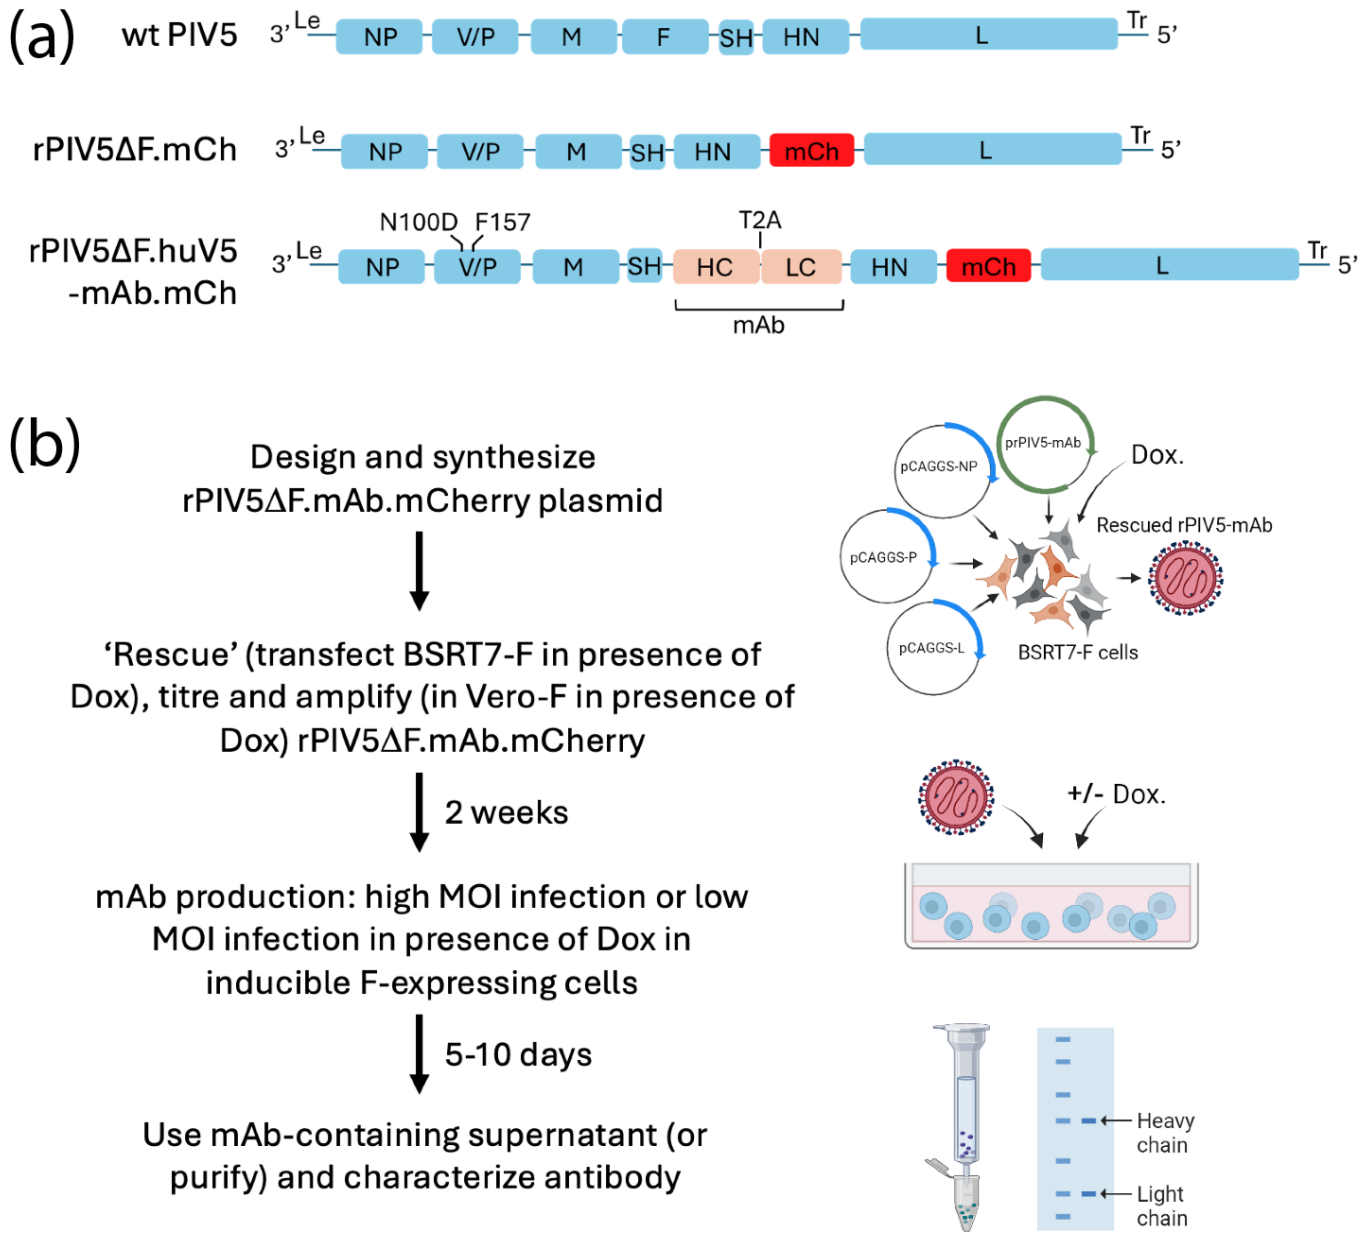 (a)
wt PIV5
3’ Le NP V/P M F SH HN L Tr 5’
rPIV5ΔF.mCh
3’ Le NP V/P M SH HN mCh L Tr 5’
N100D F157 T2A
rPIV5ΔF.huV5
-mAb.mCh
3’ Le NP V/P M SH HC LC HN mCh L Tr 5’
mAb
(b)
Design and synthesize
rPIV5ΔF.mAb.mCherry plasmid
‘Rescue’ (transfect BSRT7-F in presence of
Dox), titre and amplify (in Vero-F in presence of
Dox) rPIV5ΔF.mAb.mCherry
2 weeks
mAb production: high MOI infection or low
MOI infection in presence of Dox in
inducible F-expressing cells
5-10 days
Use mAb-containing supernatant (or
purify) and characterize antibody
prPIV5-mAb
pCAGGS-NP
Dox.
pCAGGS-P
Rescued rPIV5-mAb
pCAGGS-L
BSRT7-F cells
+/- Dox.
Heavy
chain
Light
chain